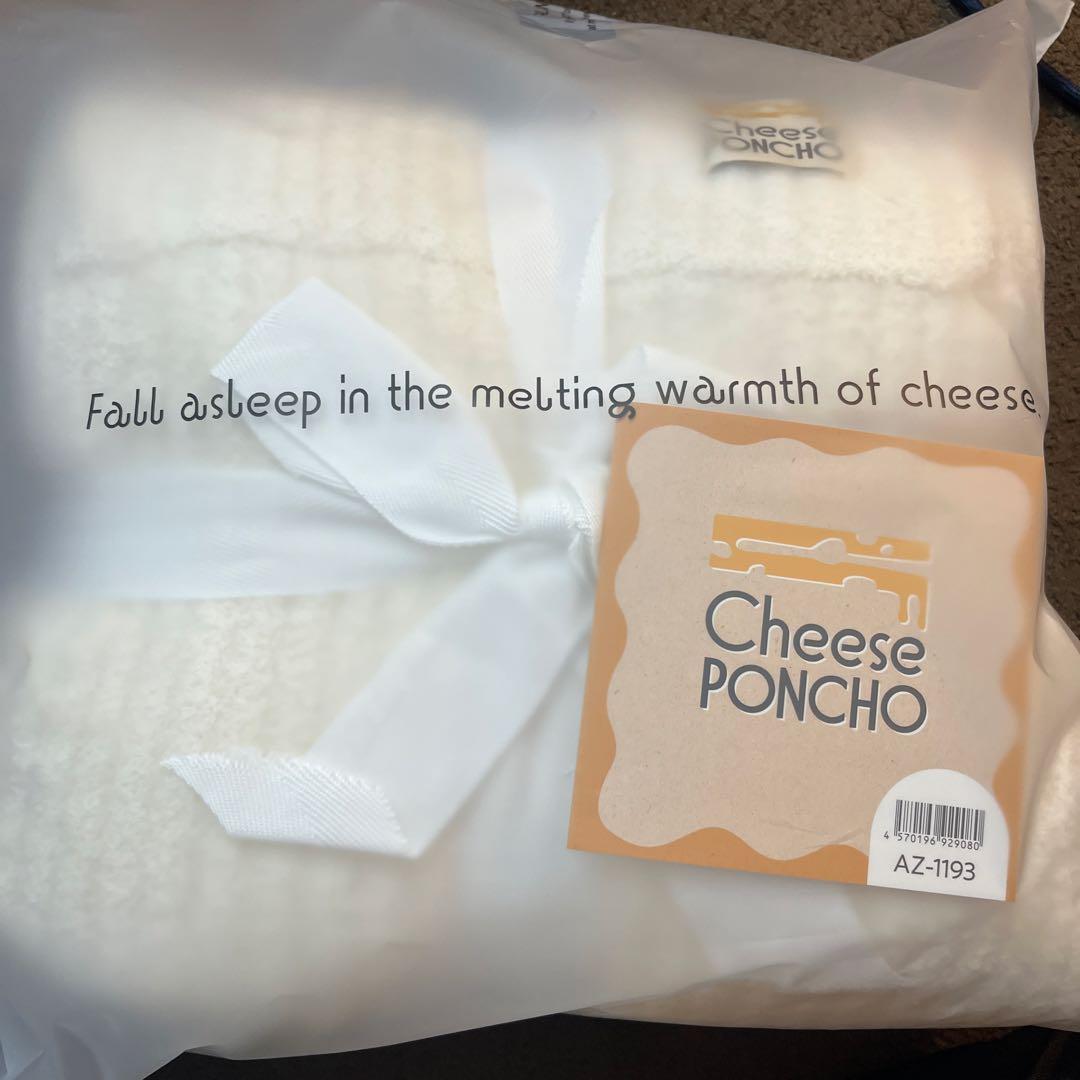 Cheese
PONCHO
Fall asleep in the melting warmth of cheese.
Cheese
PONCHO
4 570196 929080
AZ-1193